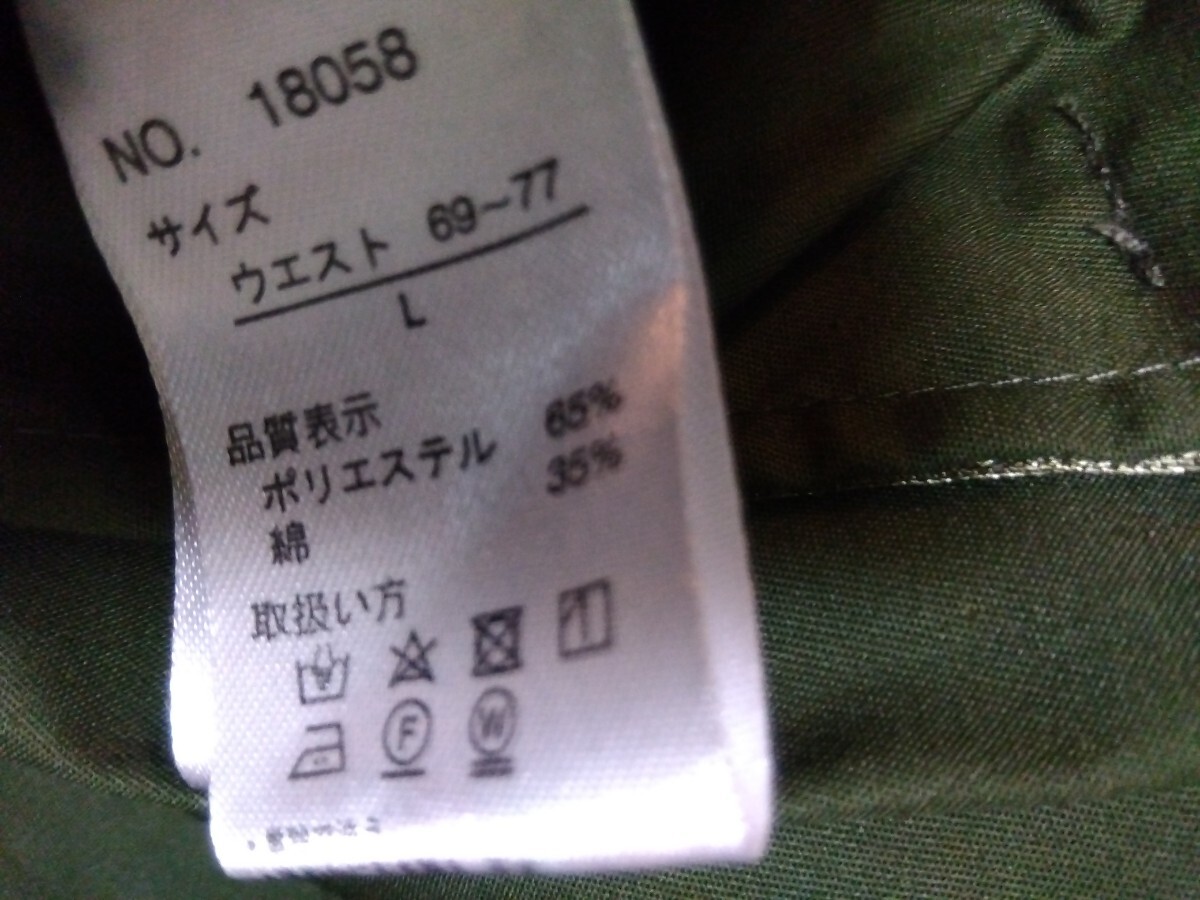 NO. 18058
サイズ
ウエスト 69~77
L
品質表示
ポリエステル 65%
綿 35%
取扱い方
F W